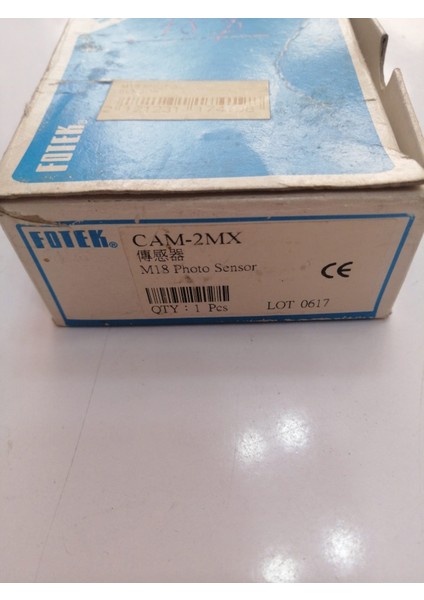 FOTEK
FOTEK® CAM-2MX
傳感器
M18 Photo Sensor
QTY : 1 Pcs
LOT 0617
CE